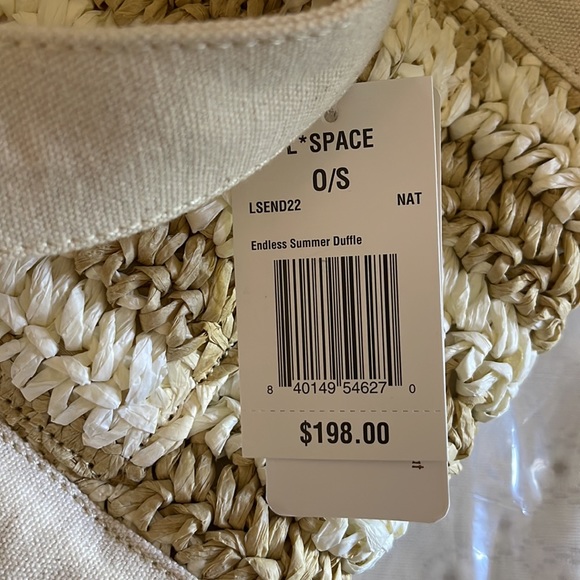 L*SPACE
O/S
LSEND22 NAT
Endless Summer Duffle
8 40149 54627 0
$198.00